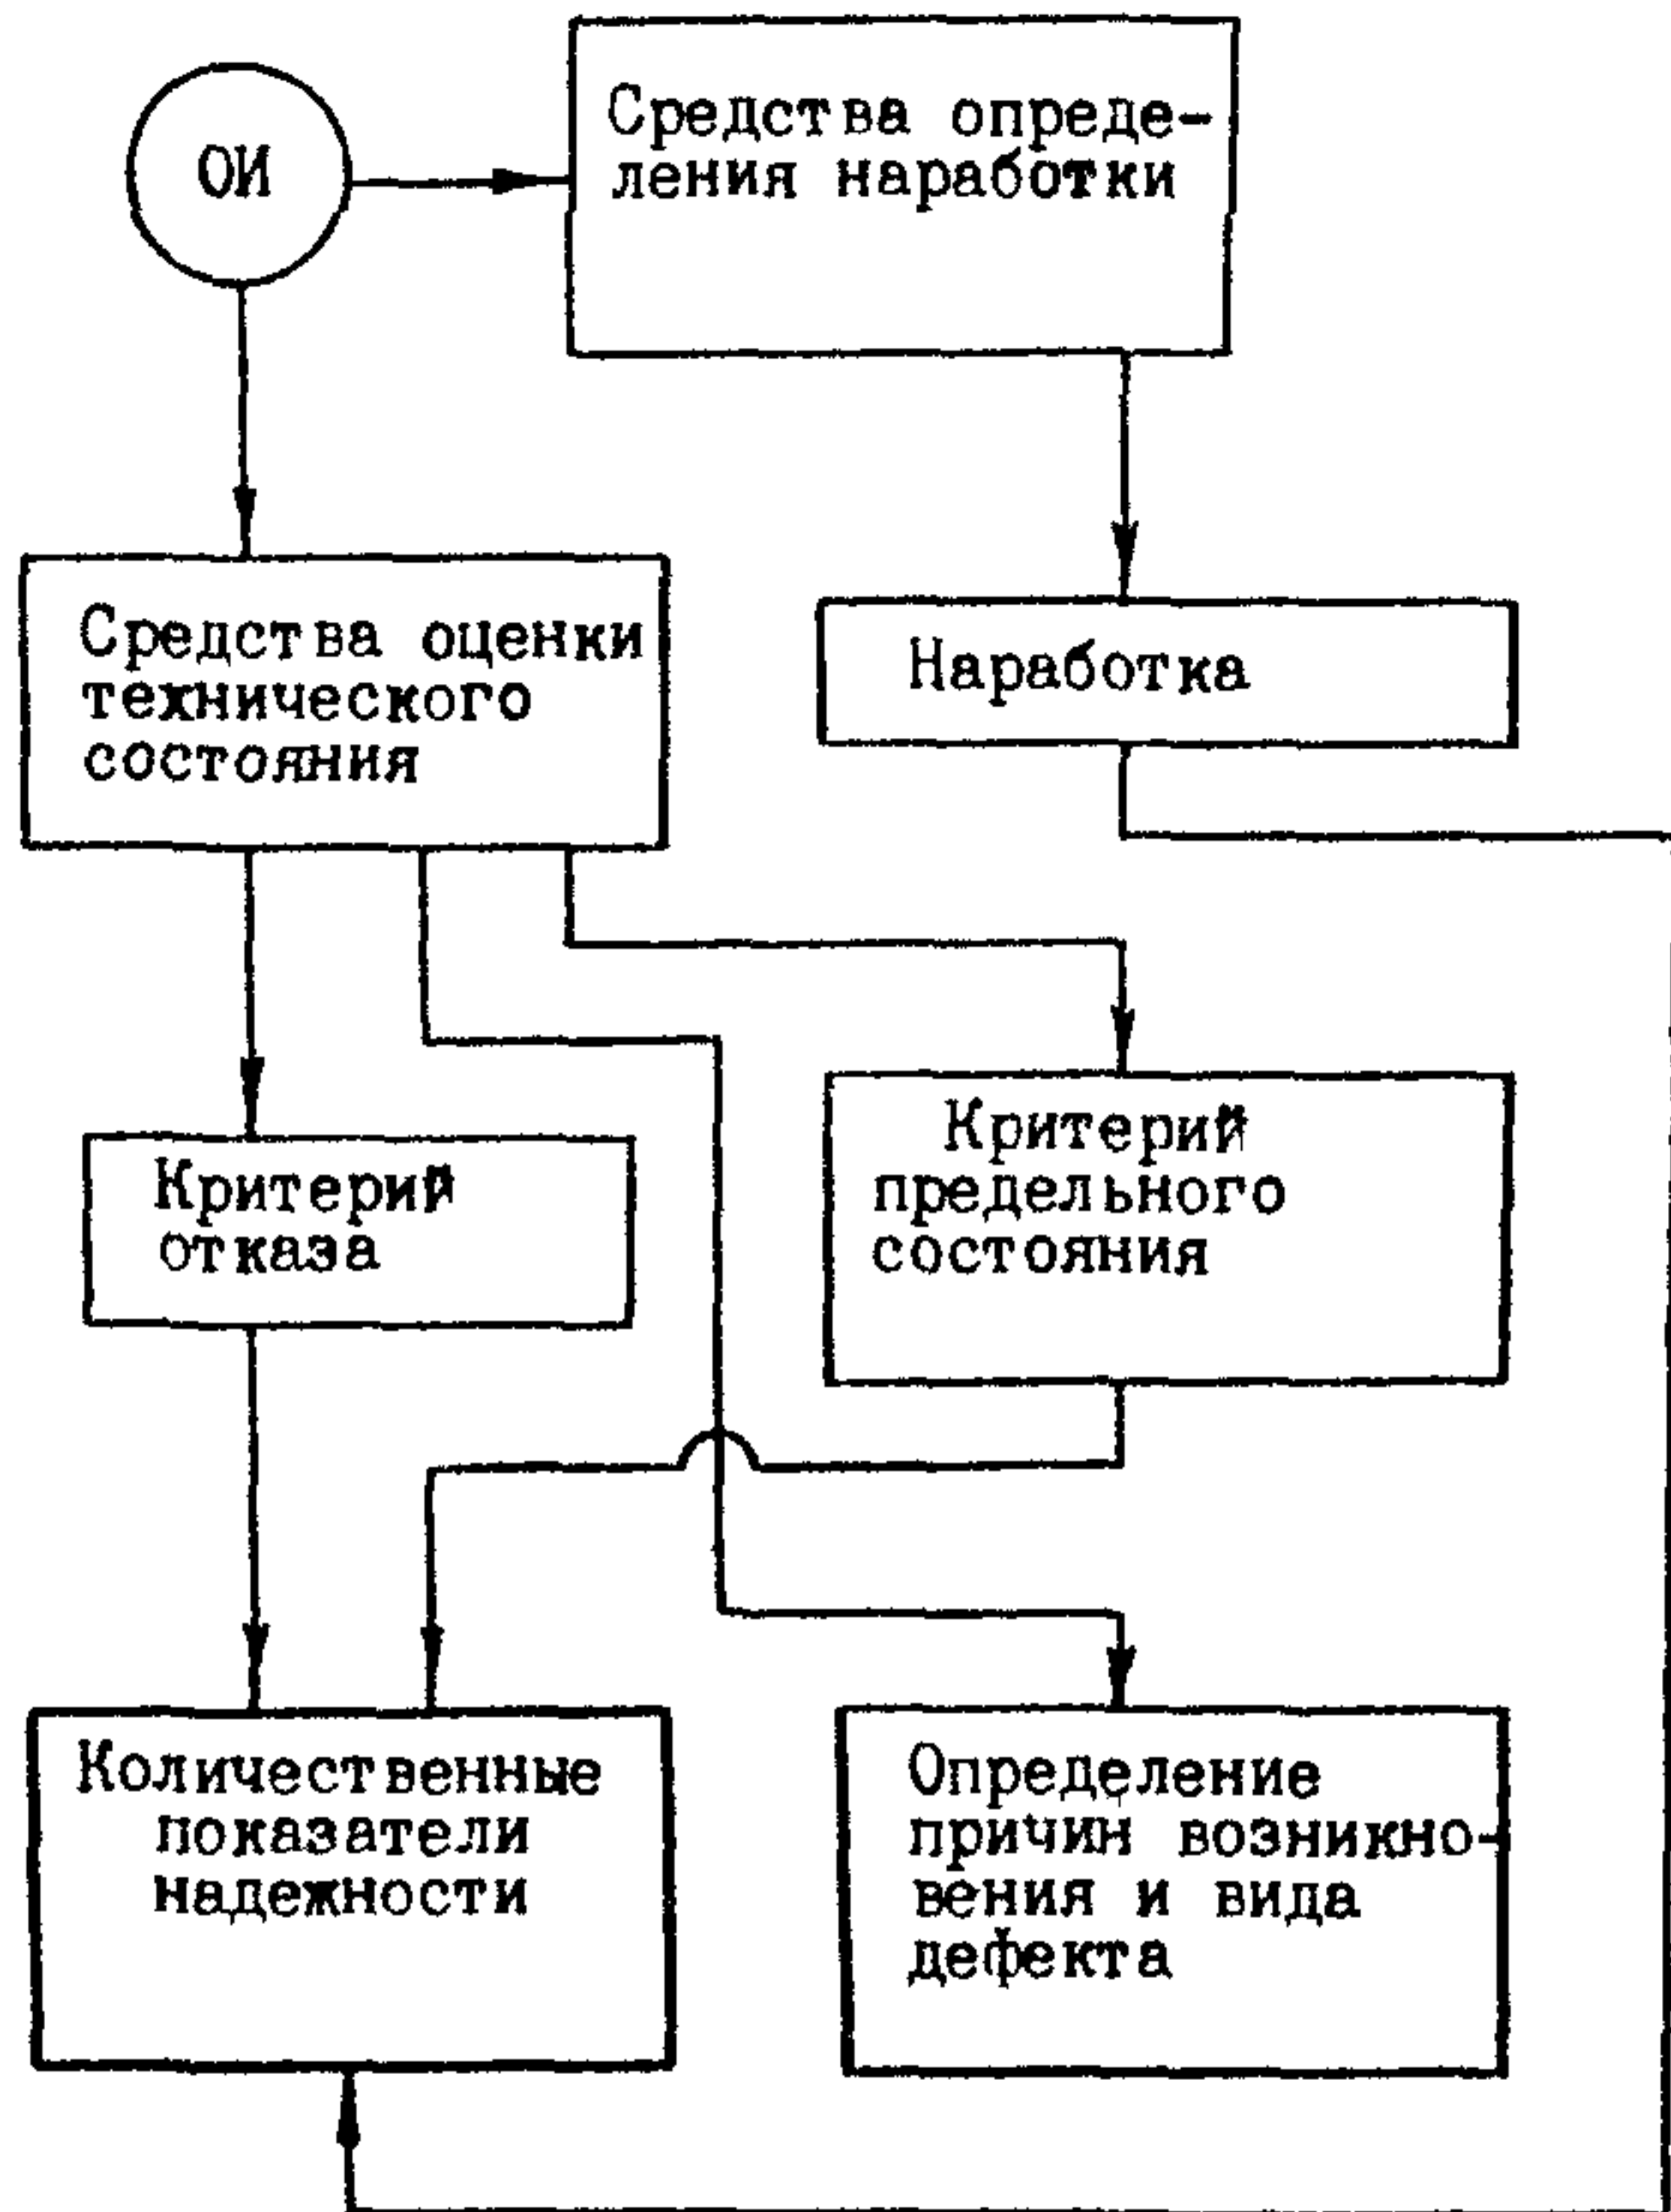 ОИ
Средства опреде-
ления наработки
Средства оценки
технического
состояния
Наработка
Критерий
отказа
Критерий
предельного
состояния
Количественные
показатели
надежности
Определение
причин возникно-
вения и вида
дефекта